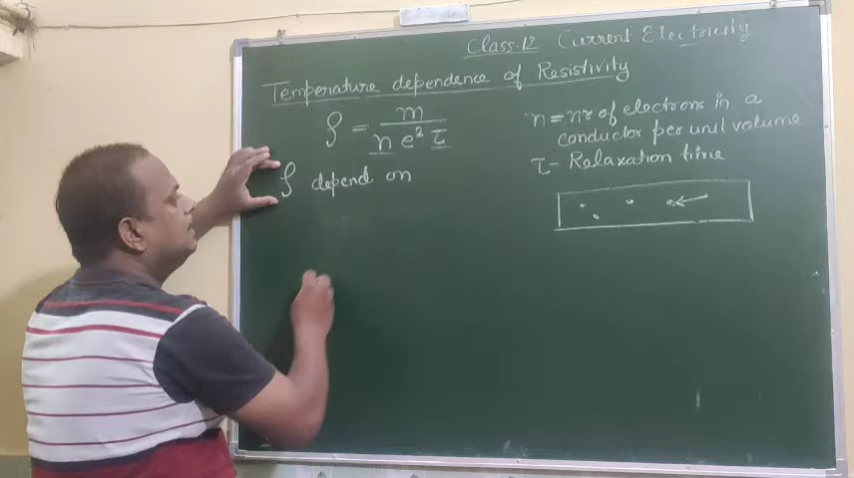 Class-12 Current Electricity
Temperature dependence of Resistivity
ρ = m / n e² τ
n = nr of electrons in a
conductor per unit volume
τ - Relaxation time
ρ depend on